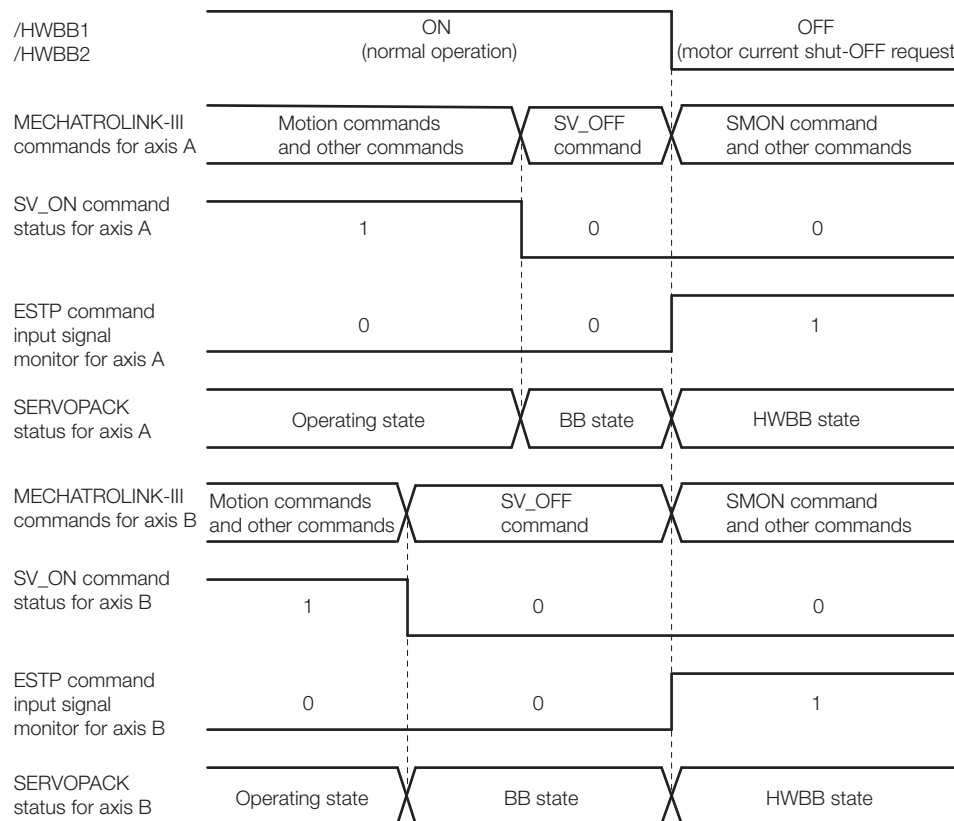 /HWBB1
/HWBB2
ON
(normal operation)
OFF
(motor current shut-OFF request
MECHATROLINK-III
commands for axis A
Motion commands
and other commands
SV_OFF
command
SMON command
and other commands
SV_ON command
status for axis A
1
0
0
ESTP command
input signal
monitor for axis A
0
0
1
SERVOPACK
status for axis A
Operating state
BB state
HWBB state
MECHATROLINK-III
commands for axis B
Motion commands
and other commands
SV_OFF
command
SMON command
and other commands
SV_ON command
status for axis B
1
0
0
ESTP command
input signal
monitor for axis B
0
0
1
SERVOPACK
status for axis B
Operating state
BB state
HWBB state